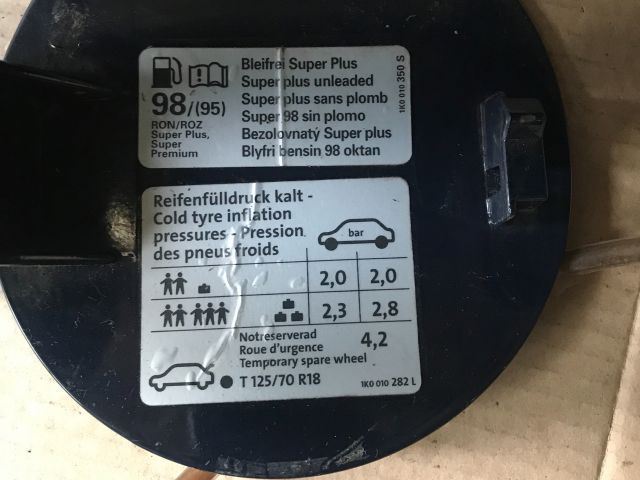 Bleifrei Super Plus
Super plus unleaded
98/(95) Super plus sans plomb
RON/ROZ Super 98 sin plomo
Super Plus, Bezolovnatý Super plus
Super
Premium Blyfri bensin 98 oktan
1K0 010 350 S
Reifenfülldruck kalt -
Cold tyre inflation
pressures - Pression
des pneus froids
bar
2,0 2,0
2,3 2,8
Notreserverad
Roue d'urgence 4,2
Temporary spare wheel
T 125/70 R18 1K0 010 282 L